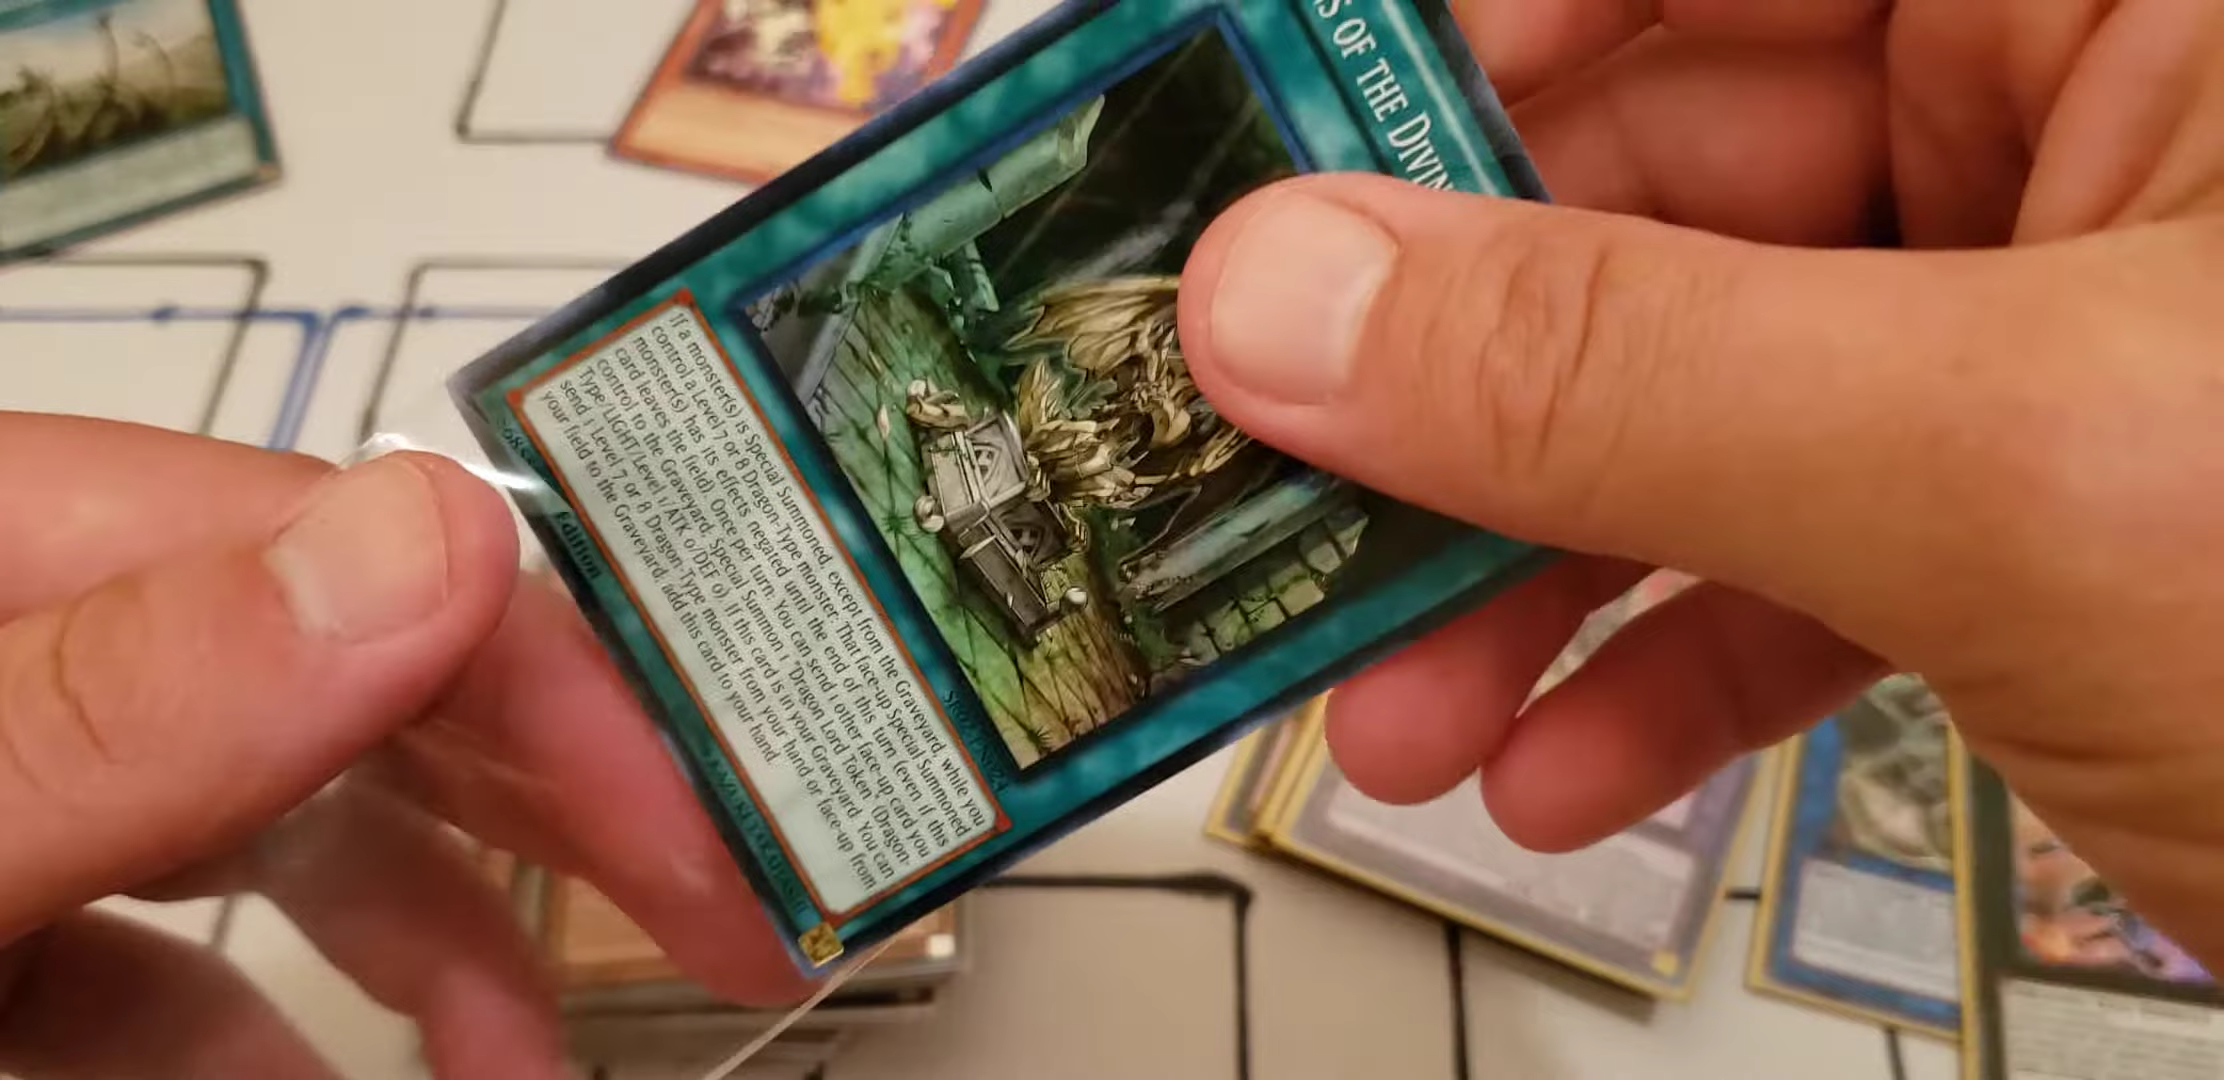 OF THE DIVIN
If a monster(s) is Special Summoned, except from the Graveyard, while you
control a Level 7 or 8 Dragon-Type monster: That face-up Special Summoned
monster(s) has its effects negated until the end of this turn (even if this
card leaves the field). Once per turn: You can send 1 other face-up card you
control to the Graveyard; Special Summon 1 "Dragon Lord Token" (Dragon-
Type/LIGHT/Level 1/ATK 0/DEF 0). If this card is in your Graveyard: You can
send 1 Level 7 or 8 Dragon-Type monster from your hand or face-up from
your field to the Graveyard; add this card to your hand.
Edition
KAZUKI TAKAHASHI